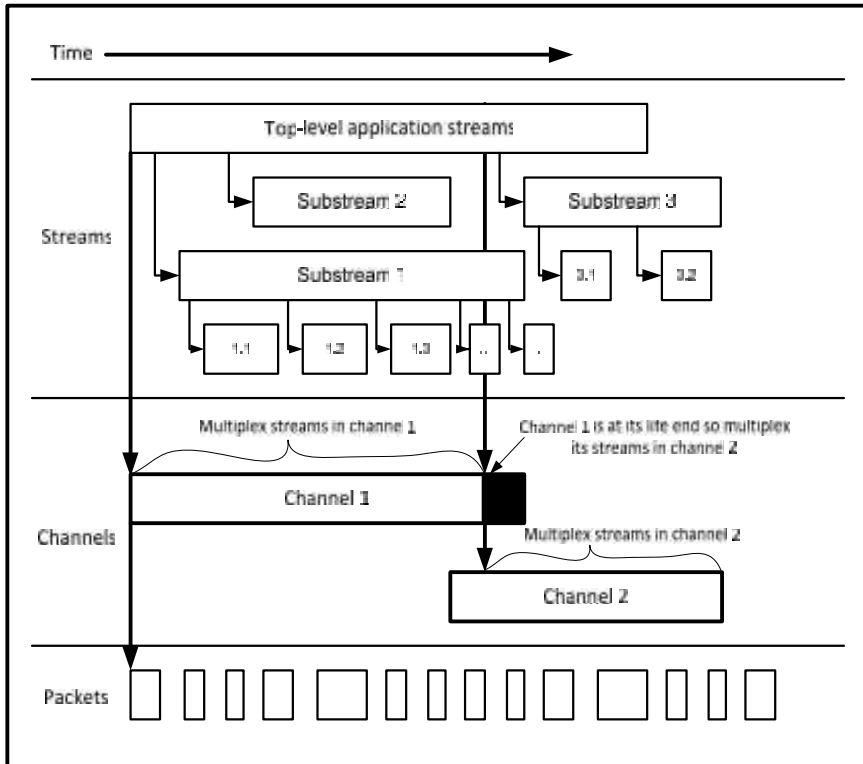 Time
Top-level application streams
Substream 2
Substream 3
Streams
Substream 1
3.1
3.2
1.1
1.2
1.3
..
.
Multiplex streams in channel 1
Channel 1 is at its life end so multiplex
its streams in channel 2
Channel 1
Channels
Multiplex streams in channel 2
Channel 2
Packets